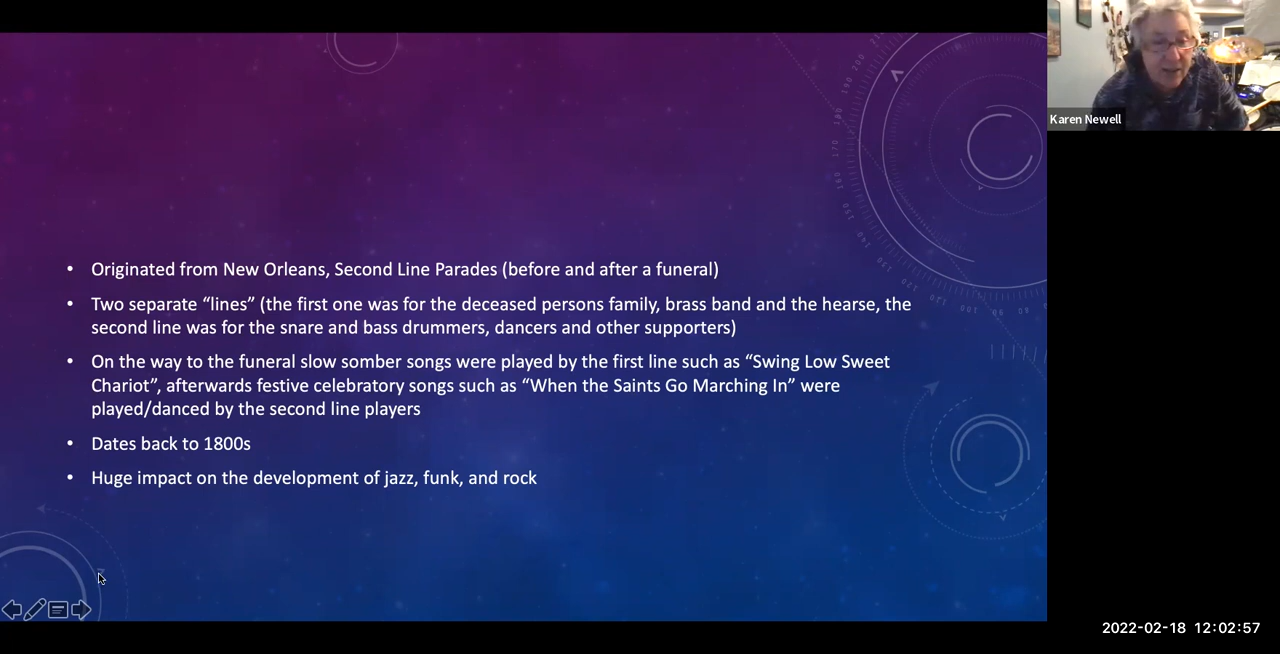 • Originated from New Orleans, Second Line Parades (before and after a funeral)
• Two separate “lines” (the first one was for the deceased persons family, brass band and the hearse, the
second line was for the snare and bass drummers, dancers and other supporters)
• On the way to the funeral slow somber songs were played by the first line such as “Swing Low Sweet
Chariot”, afterwards festive celebratory songs such as “When the Saints Go Marching In” were
played/danced by the second line players
• Dates back to 1800s
• Huge impact on the development of jazz, funk, and rock
Karen Newell
2022-02-18 12:02:57